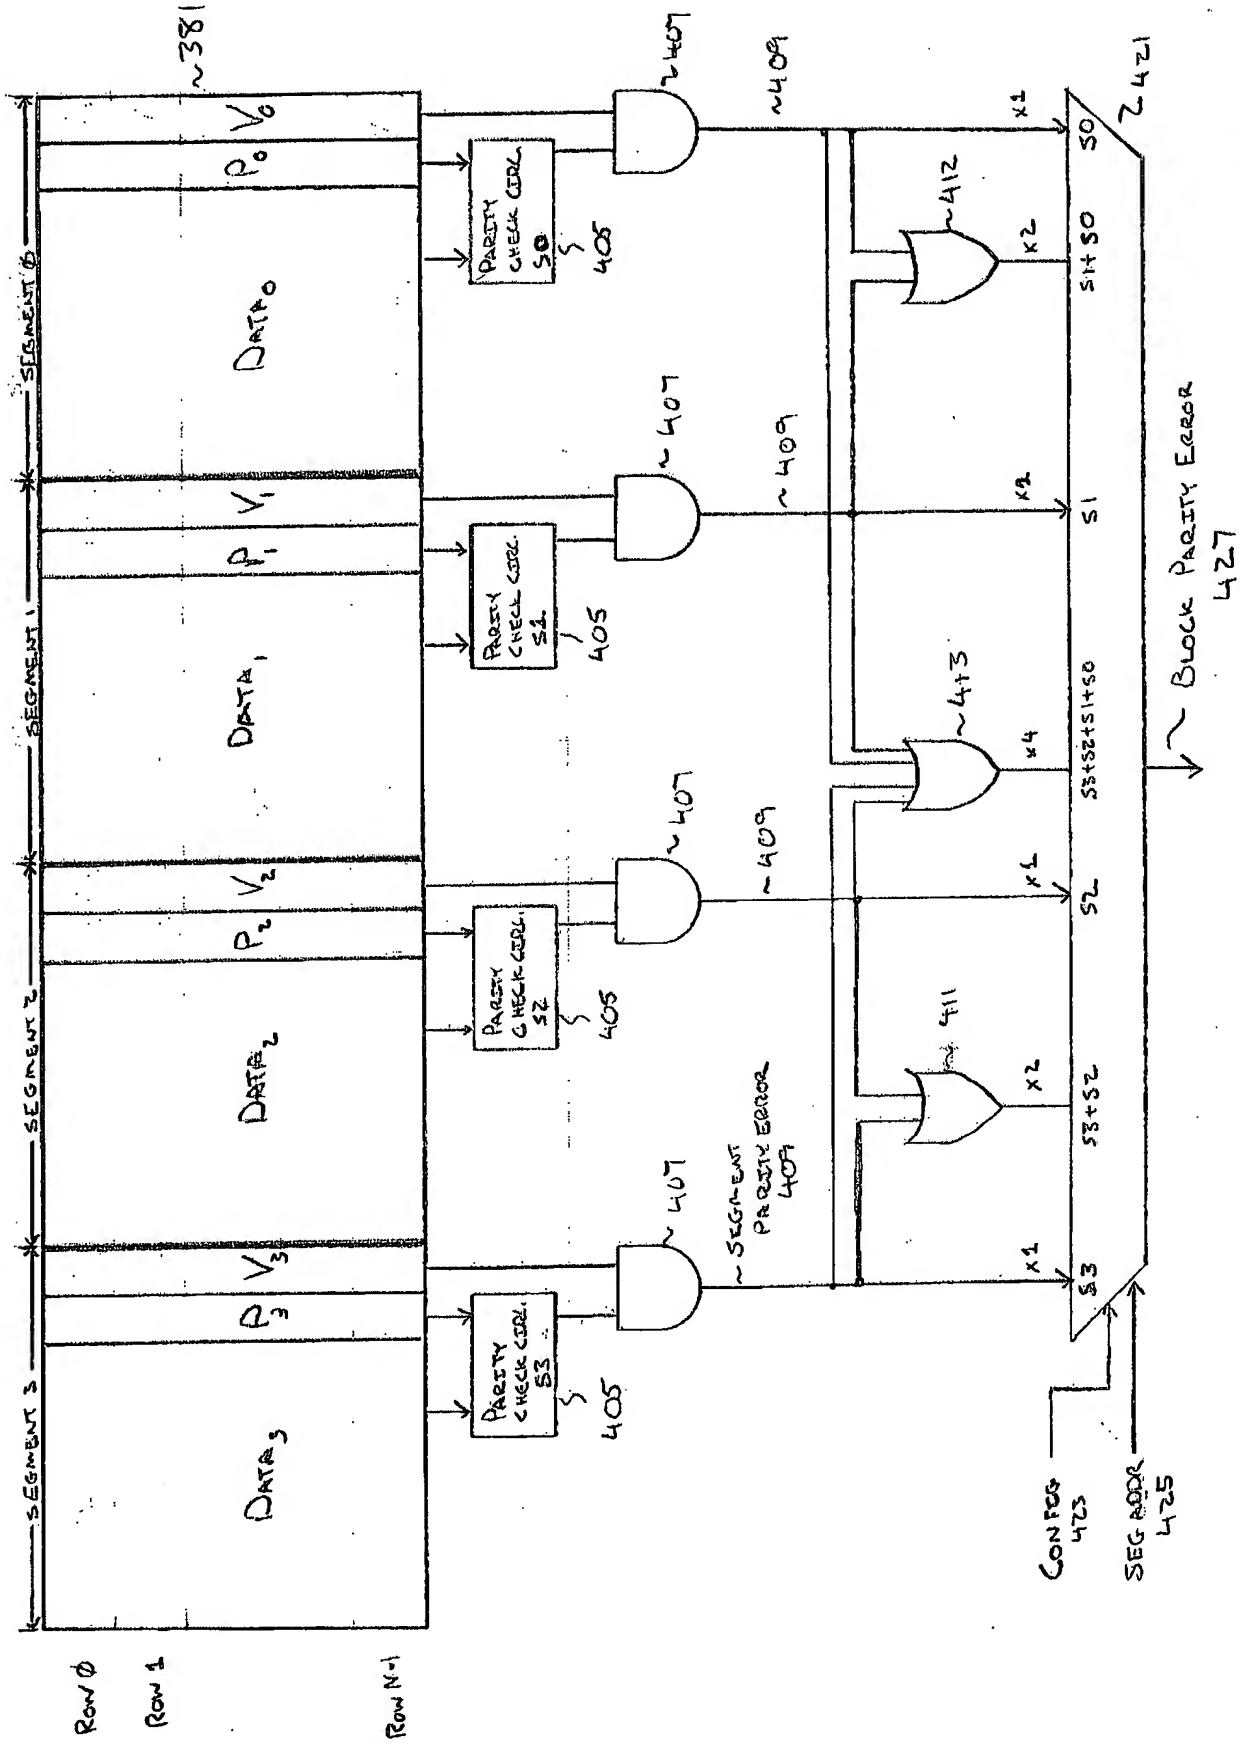 SEGMENT 3
SEGMENT 2
SEGMENT 1
SEGMENT Ø
Row Ø
Row 1
Row N-1
DATA3
P3
V3
DATA2
P2
V2
DATA1
P1
V1
DATA0
P0
V0
~381
PARITY
CHECK CIRC.
S3
405
PARITY
CHECK CIRC.
S2
405
PARITY
CHECK CIRC.
S1
405
PARITY
CHECK CIRC.
S0
405
~407
~407
~407
~407
~SEGMENT
PARITY ERROR
409
~409
~409
~409
~411
~413
~412
x1
x2
x1
x4
x1
x2
x1
S3
S3+S2
S2
S3+S2+S1+S0
S1
S1+S0
S0
421
CONFIG
423
SEG ADDR
425
~BLOCK PARITY ERROR
427